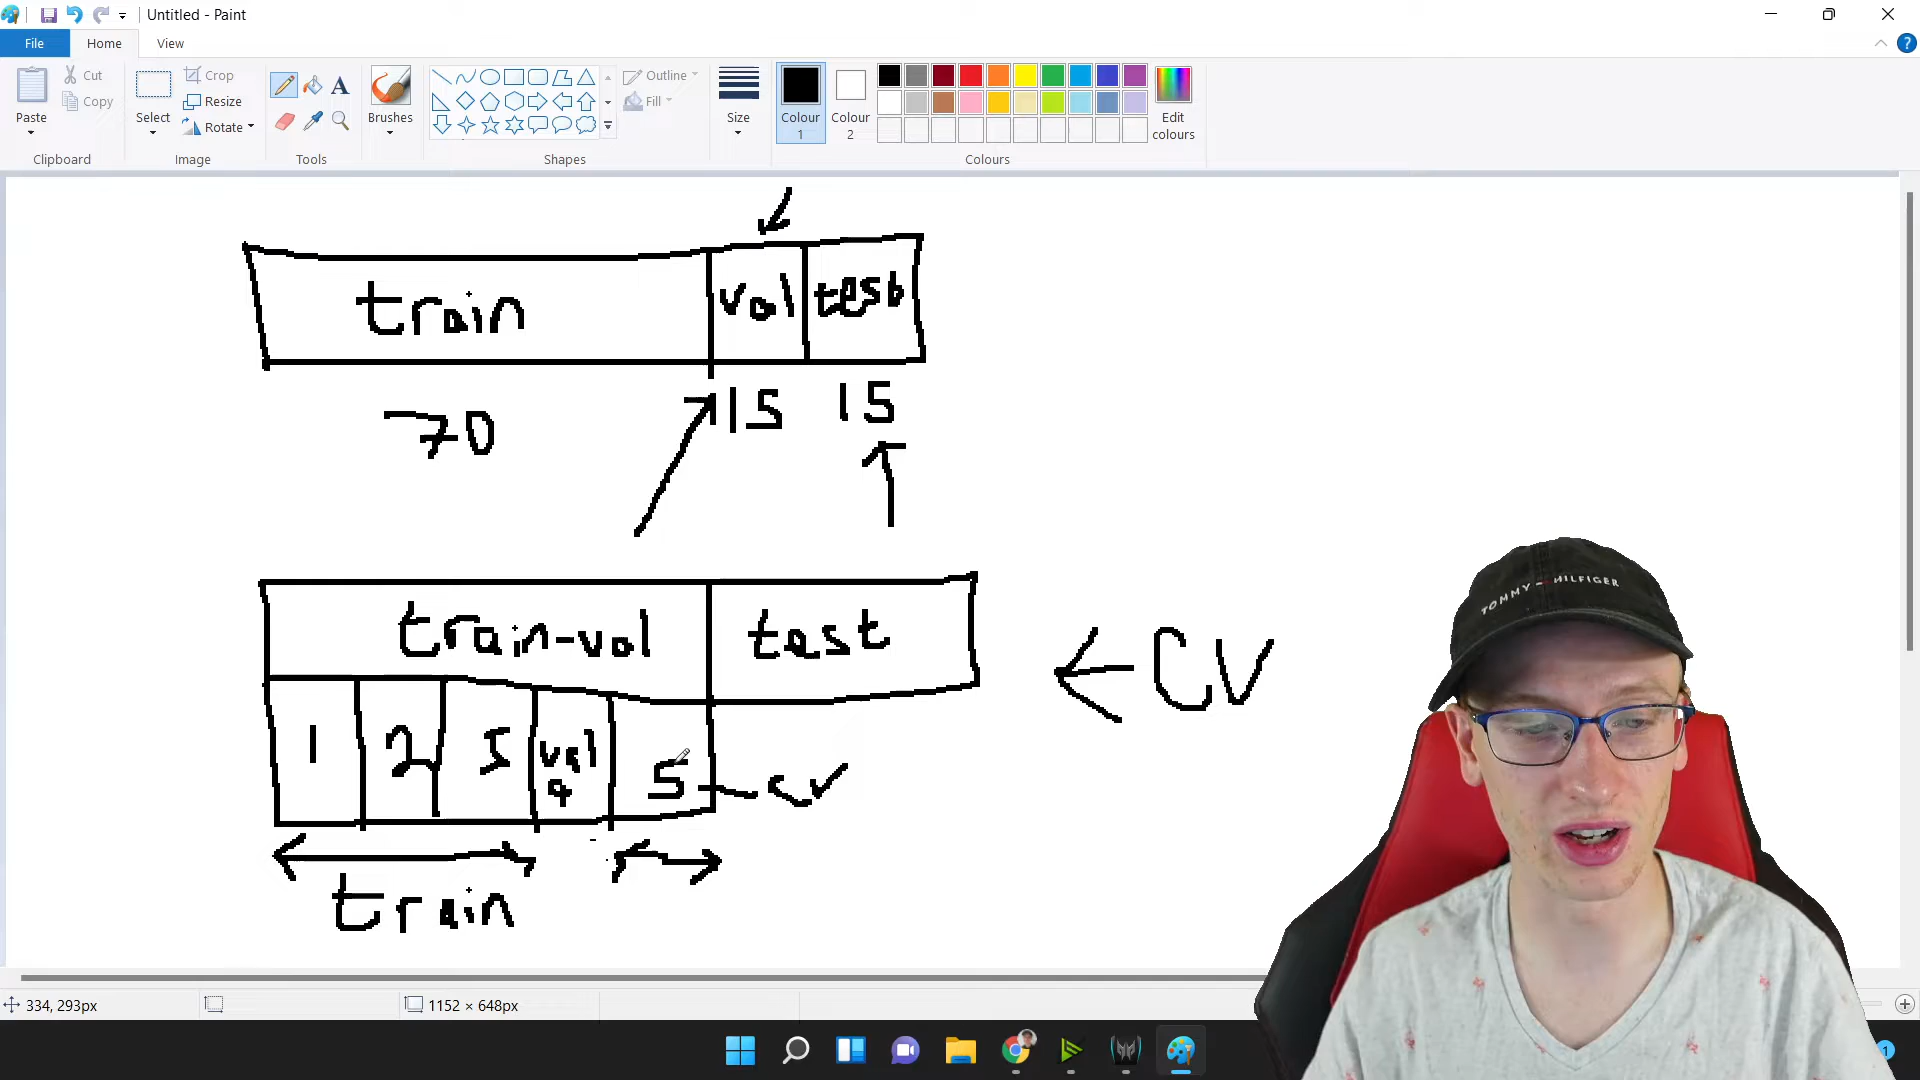 Untitled - Paint
File Home View
Cut
Copy
Paste
Clipboard
Crop
Resize
Rotate
Select
Image
Tools
Brushes
Outline
Fill
Shapes
Size
Colour 1
Colour 2
Edit colours
Colours
train val test
70 15 15
train-val test
CV
1 2 3 val 4 5 CV
train
TOMMY HILFIGER
334, 293px
1152 × 648px
1